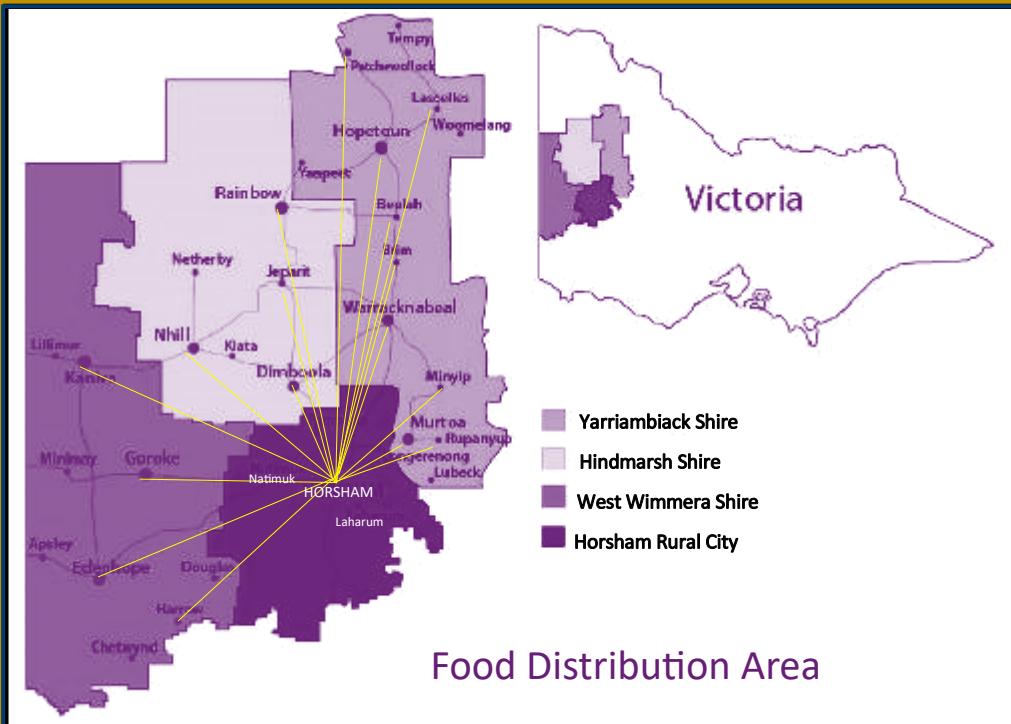 Tempy
Patchewollock
Lascelles
Woomelang
Hopetoun
Yaapeet
Rainbow
Beulah
Brim
Netherby
Jeparit
Warracknabeal
Nhill
Kiata
Lillimur
Kaniva
Dimboola
Minyip
Murtoa
Rupanyup
Lubeck
Minimay
Goroke
Natimuk
HORSHAM
Laharum
Apsley
Edenhope
Douglas
Harrow
Chetwynd
Victoria
Yarriambiack Shire
Hindmarsh Shire
West Wimmera Shire
Horsham Rural City
Food Distribution Area